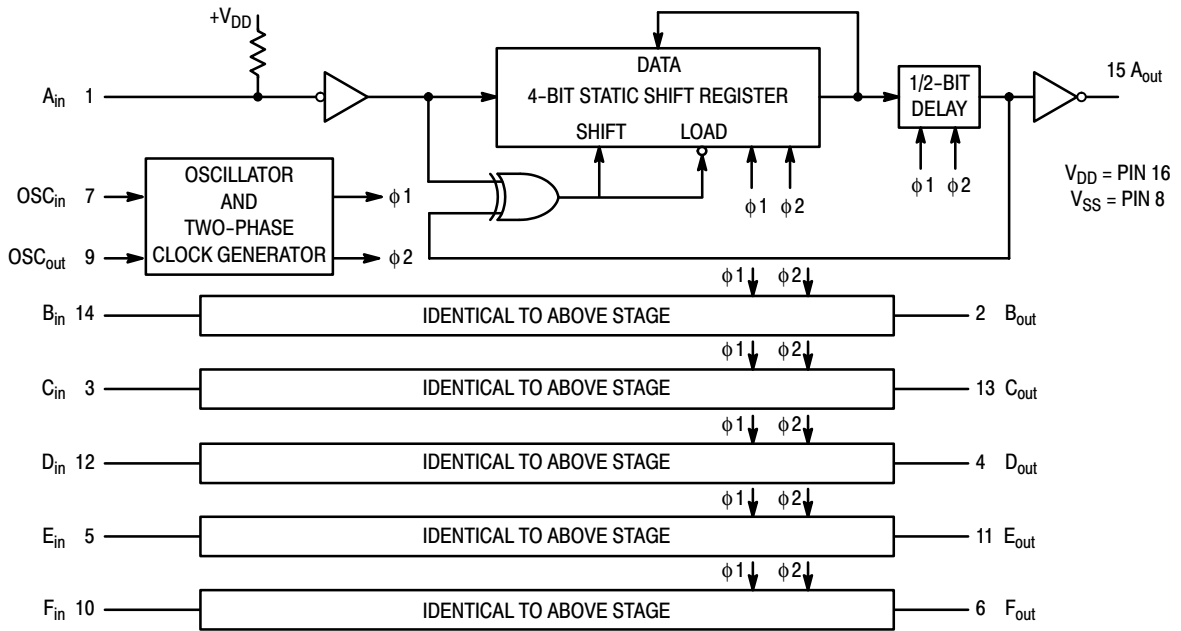 +VDD
DATA
4-BIT STATIC SHIFT REGISTER
SHIFT LOAD
Ain 1
1/2-BIT
DELAY
15 Aout
ϕ1 ϕ2
ϕ1 ϕ2
VDD = PIN 16
VSS = PIN 8
OSCin 7
OSCout 9
OSCILLATOR
AND
TWO-PHASE
CLOCK GENERATOR
ϕ1
ϕ2
ϕ1 ϕ2
Bin 14 IDENTICAL TO ABOVE STAGE 2 Bout
ϕ1 ϕ2
Cin 3 IDENTICAL TO ABOVE STAGE 13 Cout
ϕ1 ϕ2
Din 12 IDENTICAL TO ABOVE STAGE 4 Dout
ϕ1 ϕ2
Ein 5 IDENTICAL TO ABOVE STAGE 11 Eout
ϕ1 ϕ2
Fin 10 IDENTICAL TO ABOVE STAGE 6 Fout